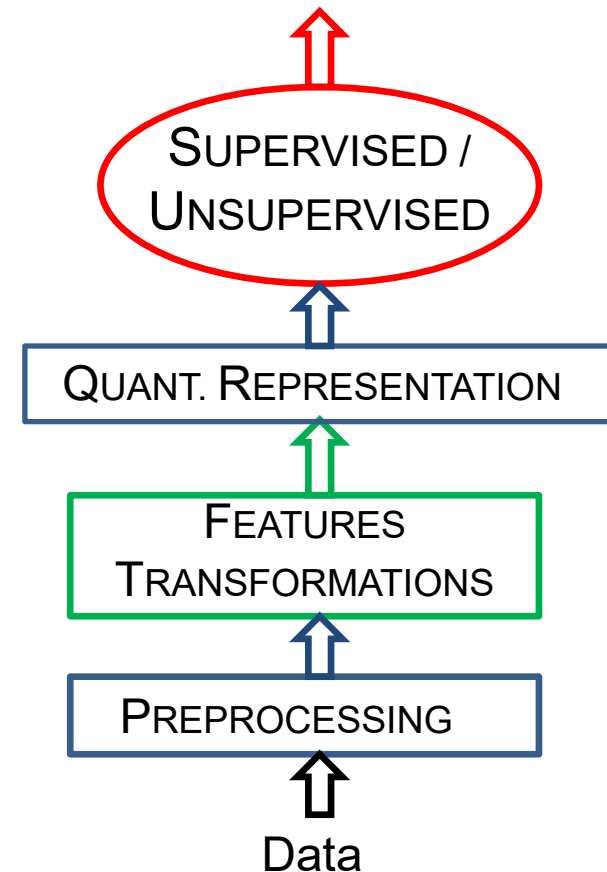 SUPERVISED /
UNSUPERVISED
QUANT. REPRESENTATION
FEATURES
TRANSFORMATIONS
PREPROCESSING
Data